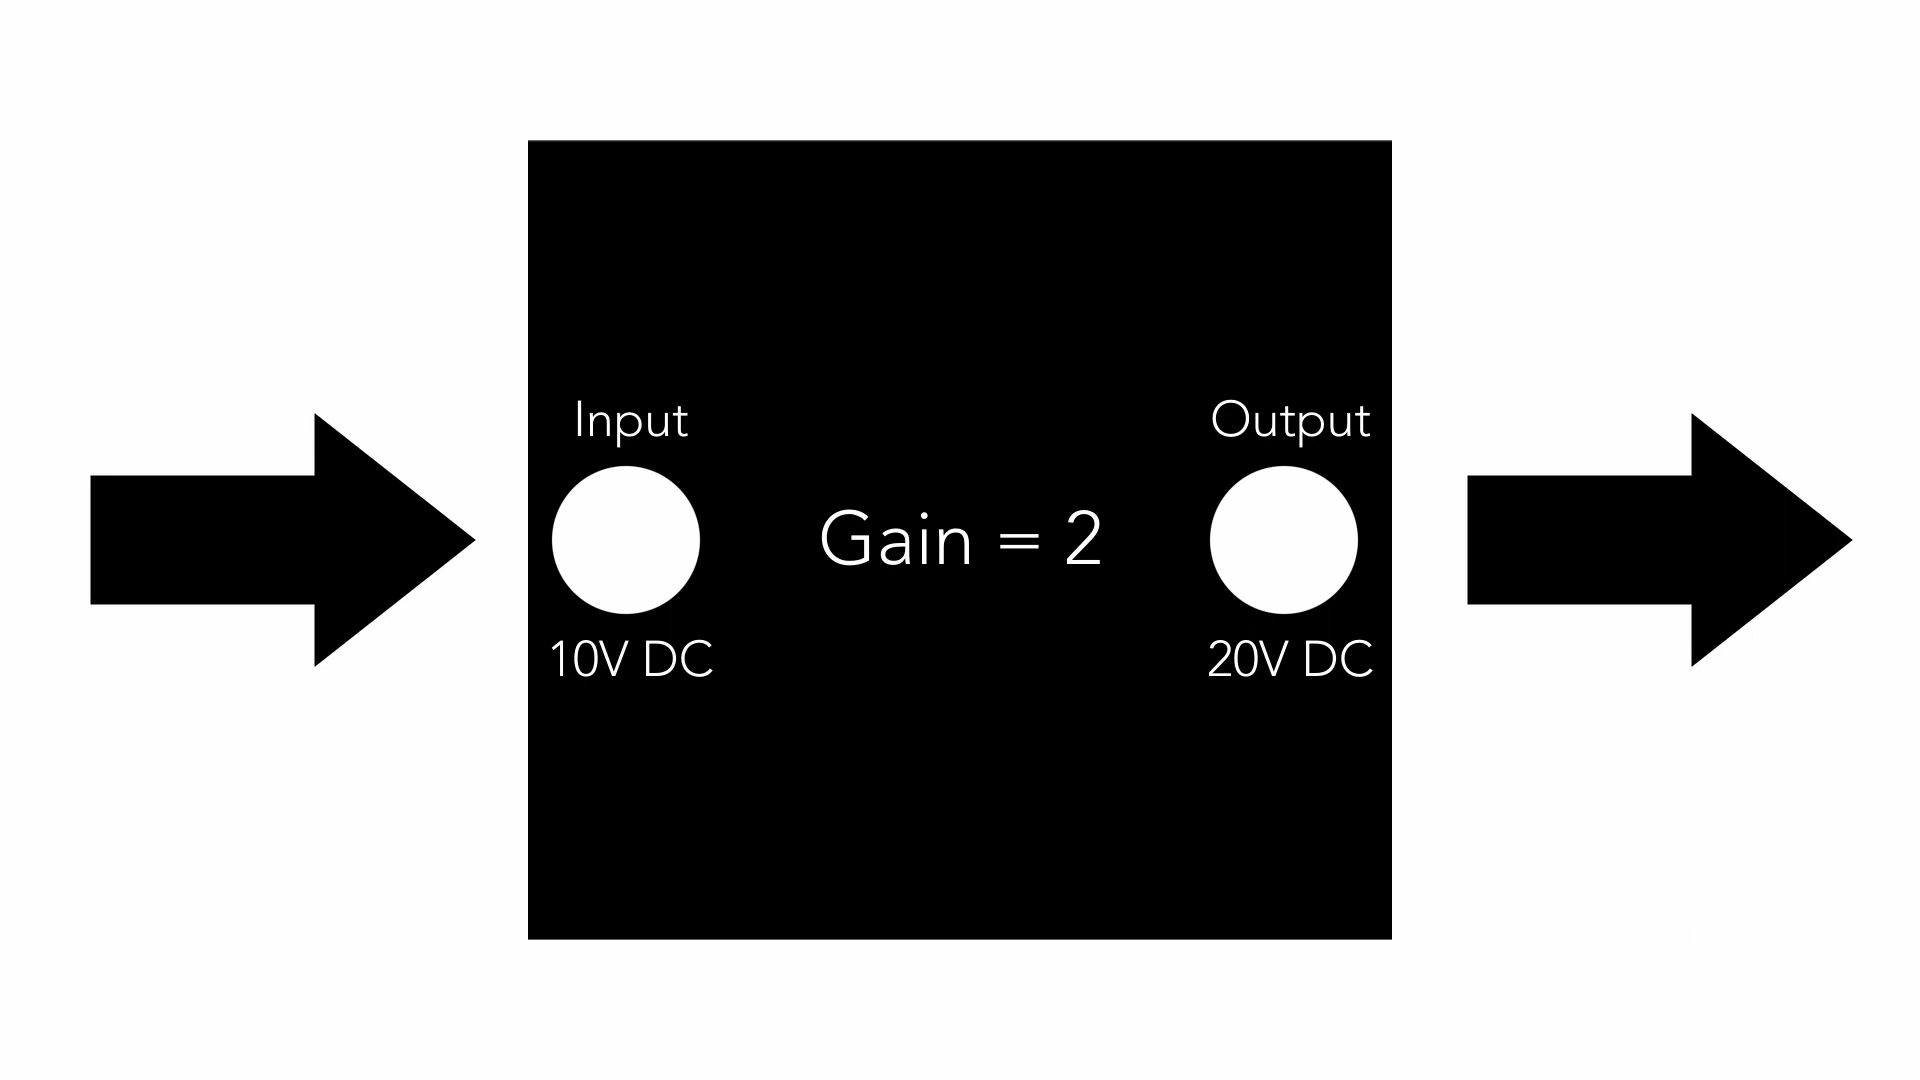 Input
Output
Gain = 2
10V DC
20V DC